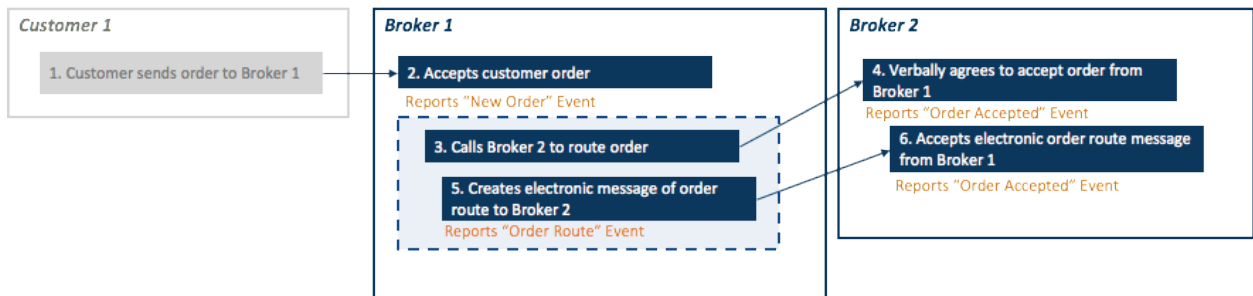 Customer 1
1. Customer sends order to Broker 1
Broker 1
2. Accepts customer order
Reports “New Order” Event
3. Calls Broker 2 to route order
5. Creates electronic message of order
route to Broker 2
Reports “Order Route” Event
Broker 2
4. Verbally agrees to accept order from
Broker 1
Reports “Order Accepted” Event
6. Accepts electronic order route message
from Broker 1
Reports “Order Accepted” Event